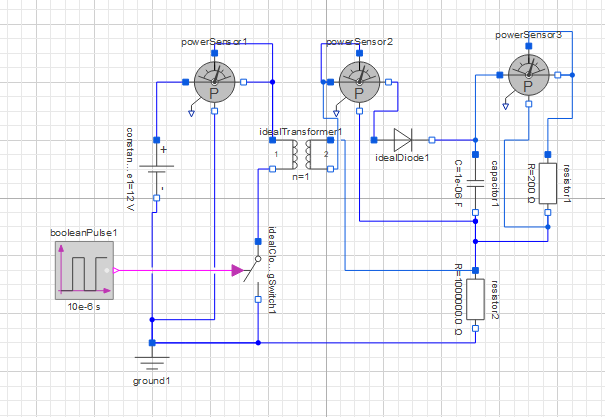 powerSensor1
powerSensor2
powerSensor3
P
P
P
constan...
e1=12 V
+
-
idealTransformer1
1
2
n=1
idealDiode1
capacitor1
C=1e-06 F
resistor1
R=200 Ω
booleanPulse1
10e-6 s
idealClo...gSwitch1
resistor2
R=1000000.0 Ω
ground1